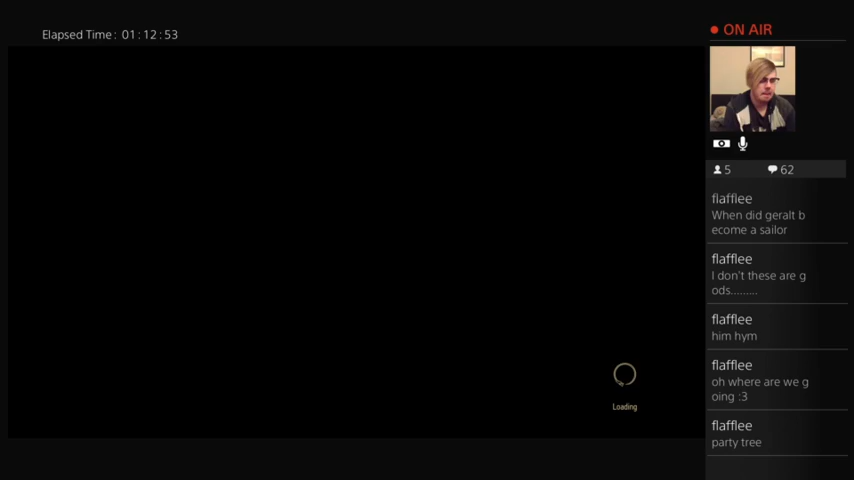 Elapsed Time: 01:12:53
ON AIR
5 62
flafflee
When did geralt b
ecome a sailor
flafflee
I don't these are g
ods.........
flafflee
him hym
flafflee
oh where are we g
oing :3
flafflee
party tree
Loading